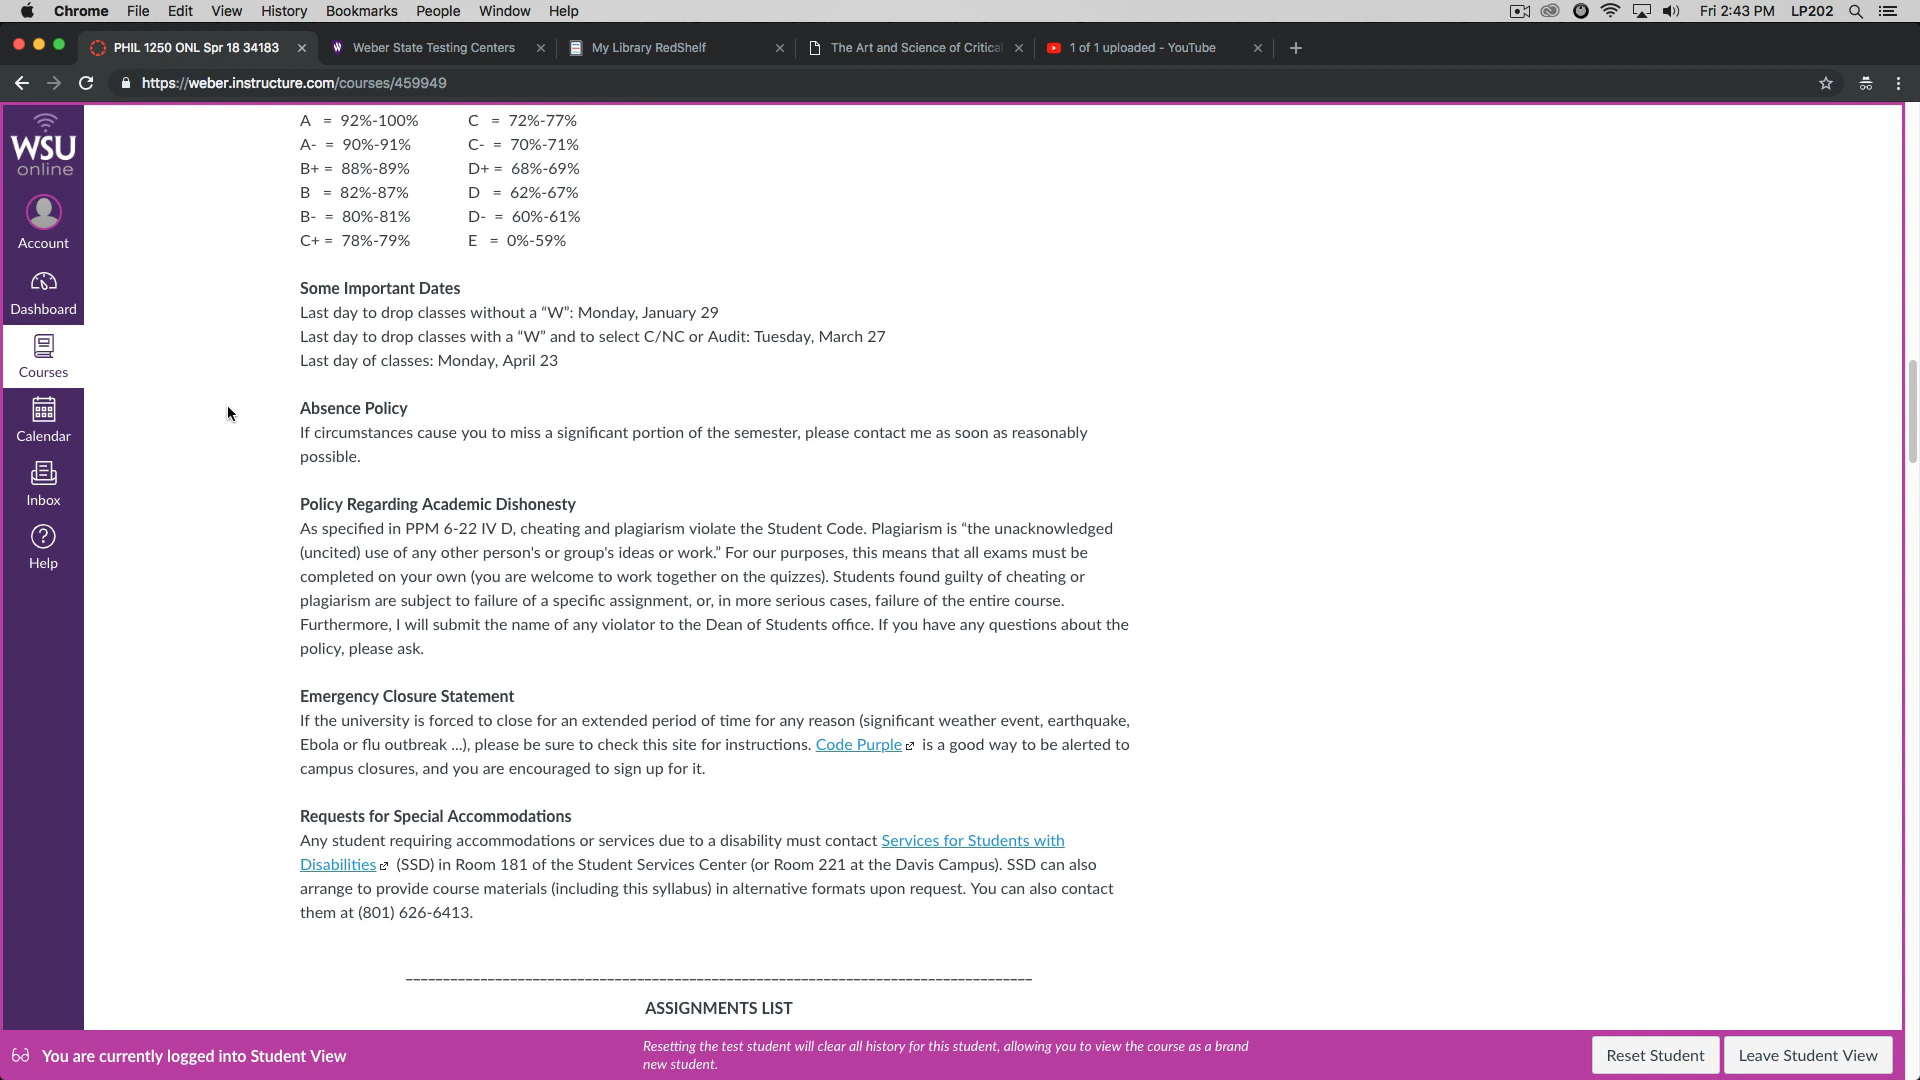 Chrome File Edit View History Bookmarks People Window Help Fri 2:43 PM LP202
PHIL 1250 ONL Spr 18 34183 Weber State Testing Centers My Library RedShelf The Art and Science of Critical 1 of 1 uploaded - YouTube
https://weber.instructure.com/courses/459949
WSU
online
Account
Dashboard
Courses
Calendar
Inbox
Help
A = 92%-100% C = 72%-77%
A- = 90%-91% C- = 70%-71%
B+ = 88%-89% D+ = 68%-69%
B = 82%-87% D = 62%-67%
B- = 80%-81% D- = 60%-61%
C+ = 78%-79% E = 0%-59%
Some Important Dates
Last day to drop classes without a “W”: Monday, January 29
Last day to drop classes with a “W” and to select C/NC or Audit: Tuesday, March 27
Last day of classes: Monday, April 23
Absence Policy
If circumstances cause you to miss a significant portion of the semester, please contact me as soon as reasonably
possible.
Policy Regarding Academic Dishonesty
As specified in PPM 6-22 IV D, cheating and plagiarism violate the Student Code. Plagiarism is “the unacknowledged
(uncited) use of any other person's or group's ideas or work.” For our purposes, this means that all exams must be
completed on your own (you are welcome to work together on the quizzes). Students found guilty of cheating or
plagiarism are subject to failure of a specific assignment, or, in more serious cases, failure of the entire course.
Furthermore, I will submit the name of any violator to the Dean of Students office. If you have any questions about the
policy, please ask.
Emergency Closure Statement
If the university is forced to close for an extended period of time for any reason (significant weather event, earthquake,
Ebola or flu outbreak ...), please be sure to check this site for instructions. Code Purple is a good way to be alerted to
campus closures, and you are encouraged to sign up for it.
Requests for Special Accommodations
Any student requiring accommodations or services due to a disability must contact Services for Students with
Disabilities (SSD) in Room 181 of the Student Services Center (or Room 221 at the Davis Campus). SSD can also
arrange to provide course materials (including this syllabus) in alternative formats upon request. You can also contact
them at (801) 626-6413.
ASSIGNMENTS LIST
You are currently logged into Student View
Resetting the test student will clear all history for this student, allowing you to view the course as a brand
new student.
Reset Student Leave Student View